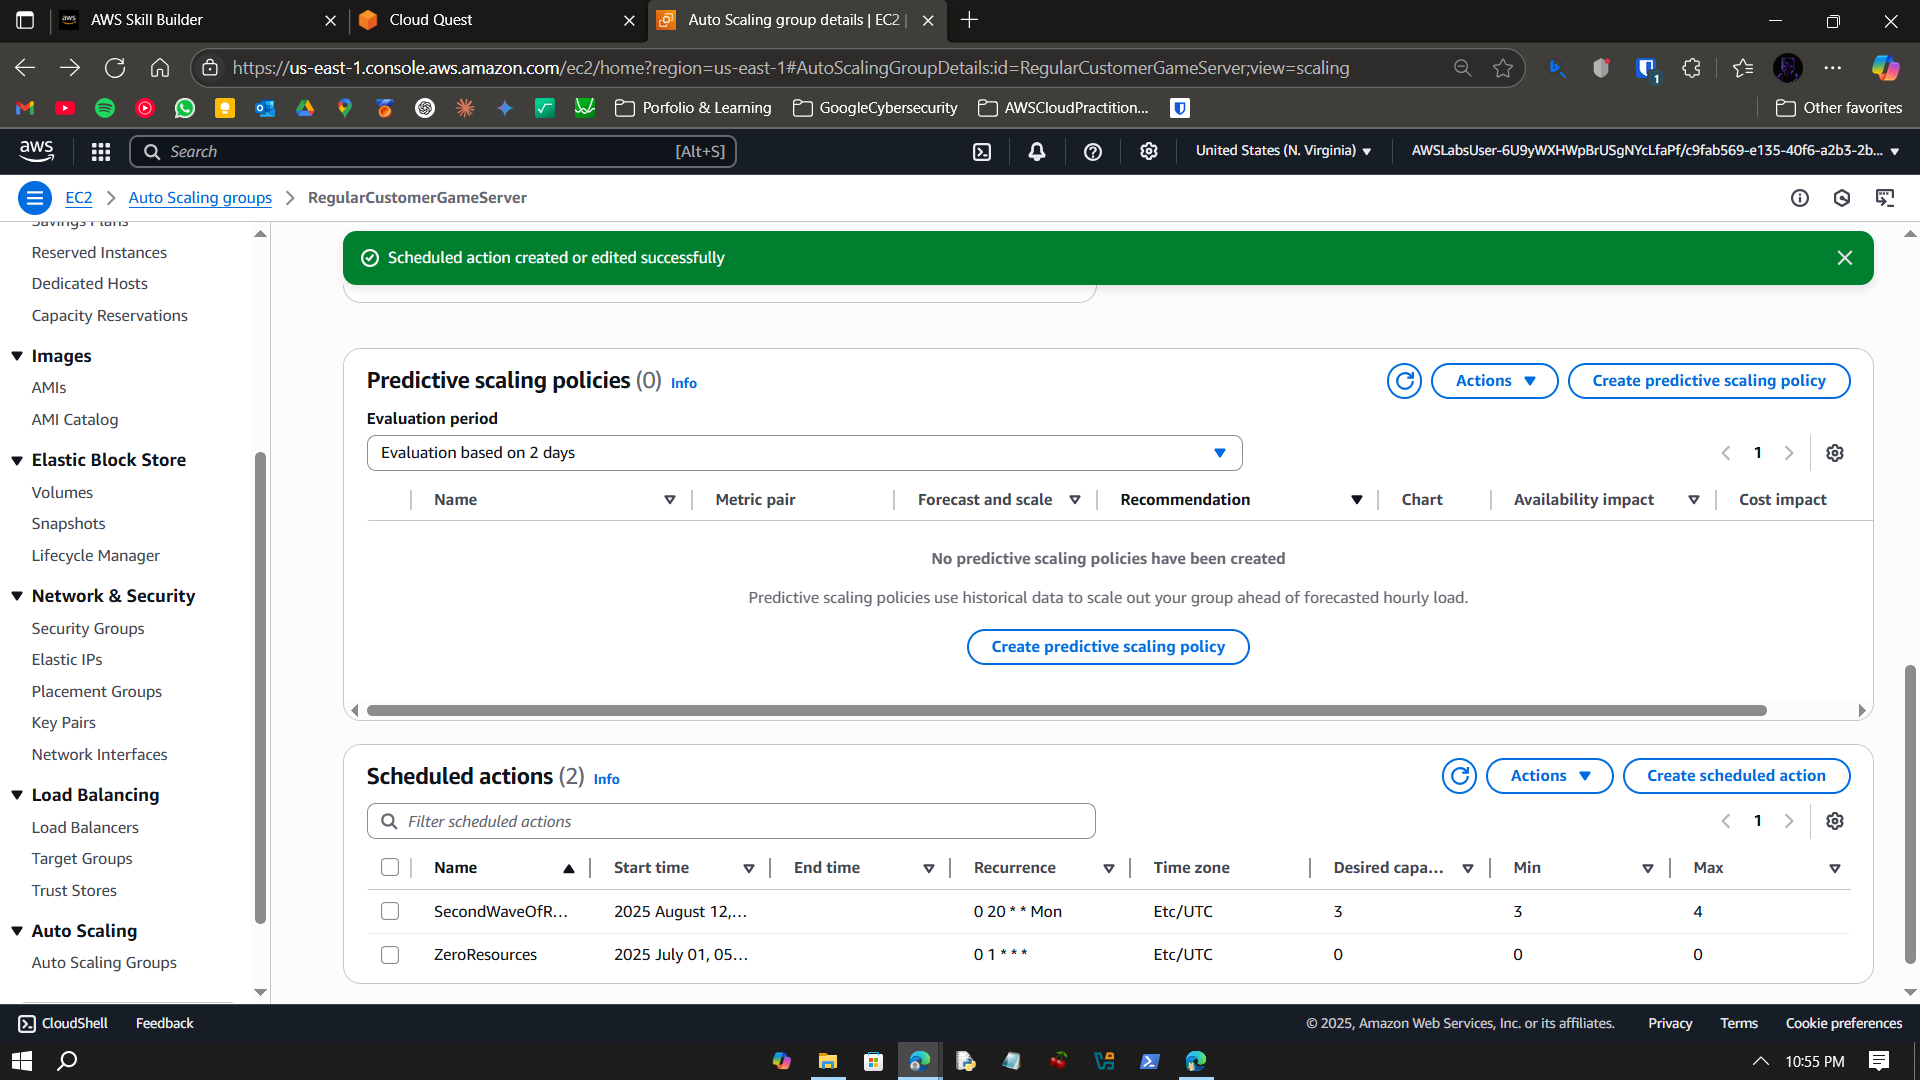 AWS Skill Builder
Cloud Quest
Auto Scaling group details | EC2 |
https://us-east-1.console.aws.amazon.com/ec2/home?region=us-east-1#AutoScalingGroupDetails:id=RegularCustomerGameServer;view=scaling
1
Porfolio & Learning
GoogleCybersecurity
AWSCloudPractition...
Other favorites
aws
Search
[Alt+S]
United States (N. Virginia)
AWSLabsUser-6U9yWXHWpBrUSgNYcLfaPf/c9fab569-e135-40f6-a2b3-2b...
EC2
Auto Scaling groups
RegularCustomerGameServer
Savings Plans
Reserved Instances
Dedicated Hosts
Capacity Reservations
Images
AMIs
AMI Catalog
Elastic Block Store
Volumes
Snapshots
Lifecycle Manager
Network & Security
Security Groups
Elastic IPs
Placement Groups
Key Pairs
Network Interfaces
Load Balancing
Load Balancers
Target Groups
Trust Stores
Auto Scaling
Auto Scaling Groups
Scheduled action created or edited successfully
Predictive scaling policies (0) Info
Actions
Create predictive scaling policy
Evaluation period
Evaluation based on 2 days
1
Name Metric pair Forecast and scale Recommendation Chart Availability impact Cost impact
No predictive scaling policies have been created
Predictive scaling policies use historical data to scale out your group ahead of forecasted hourly load.
Create predictive scaling policy
Scheduled actions (2) Info
Actions
Create scheduled action
Filter scheduled actions
1
Name Start time End time Recurrence Time zone Desired capa... Min Max
SecondWaveOfR... 2025 August 12,... 0 20 * * Mon Etc/UTC 3 3 4
ZeroResources 2025 July 01, 05... 0 1 * * * Etc/UTC 0 0 0
CloudShell
Feedback
© 2025, Amazon Web Services, Inc. or its affiliates.
Privacy
Terms
Cookie preferences
10:55 PM